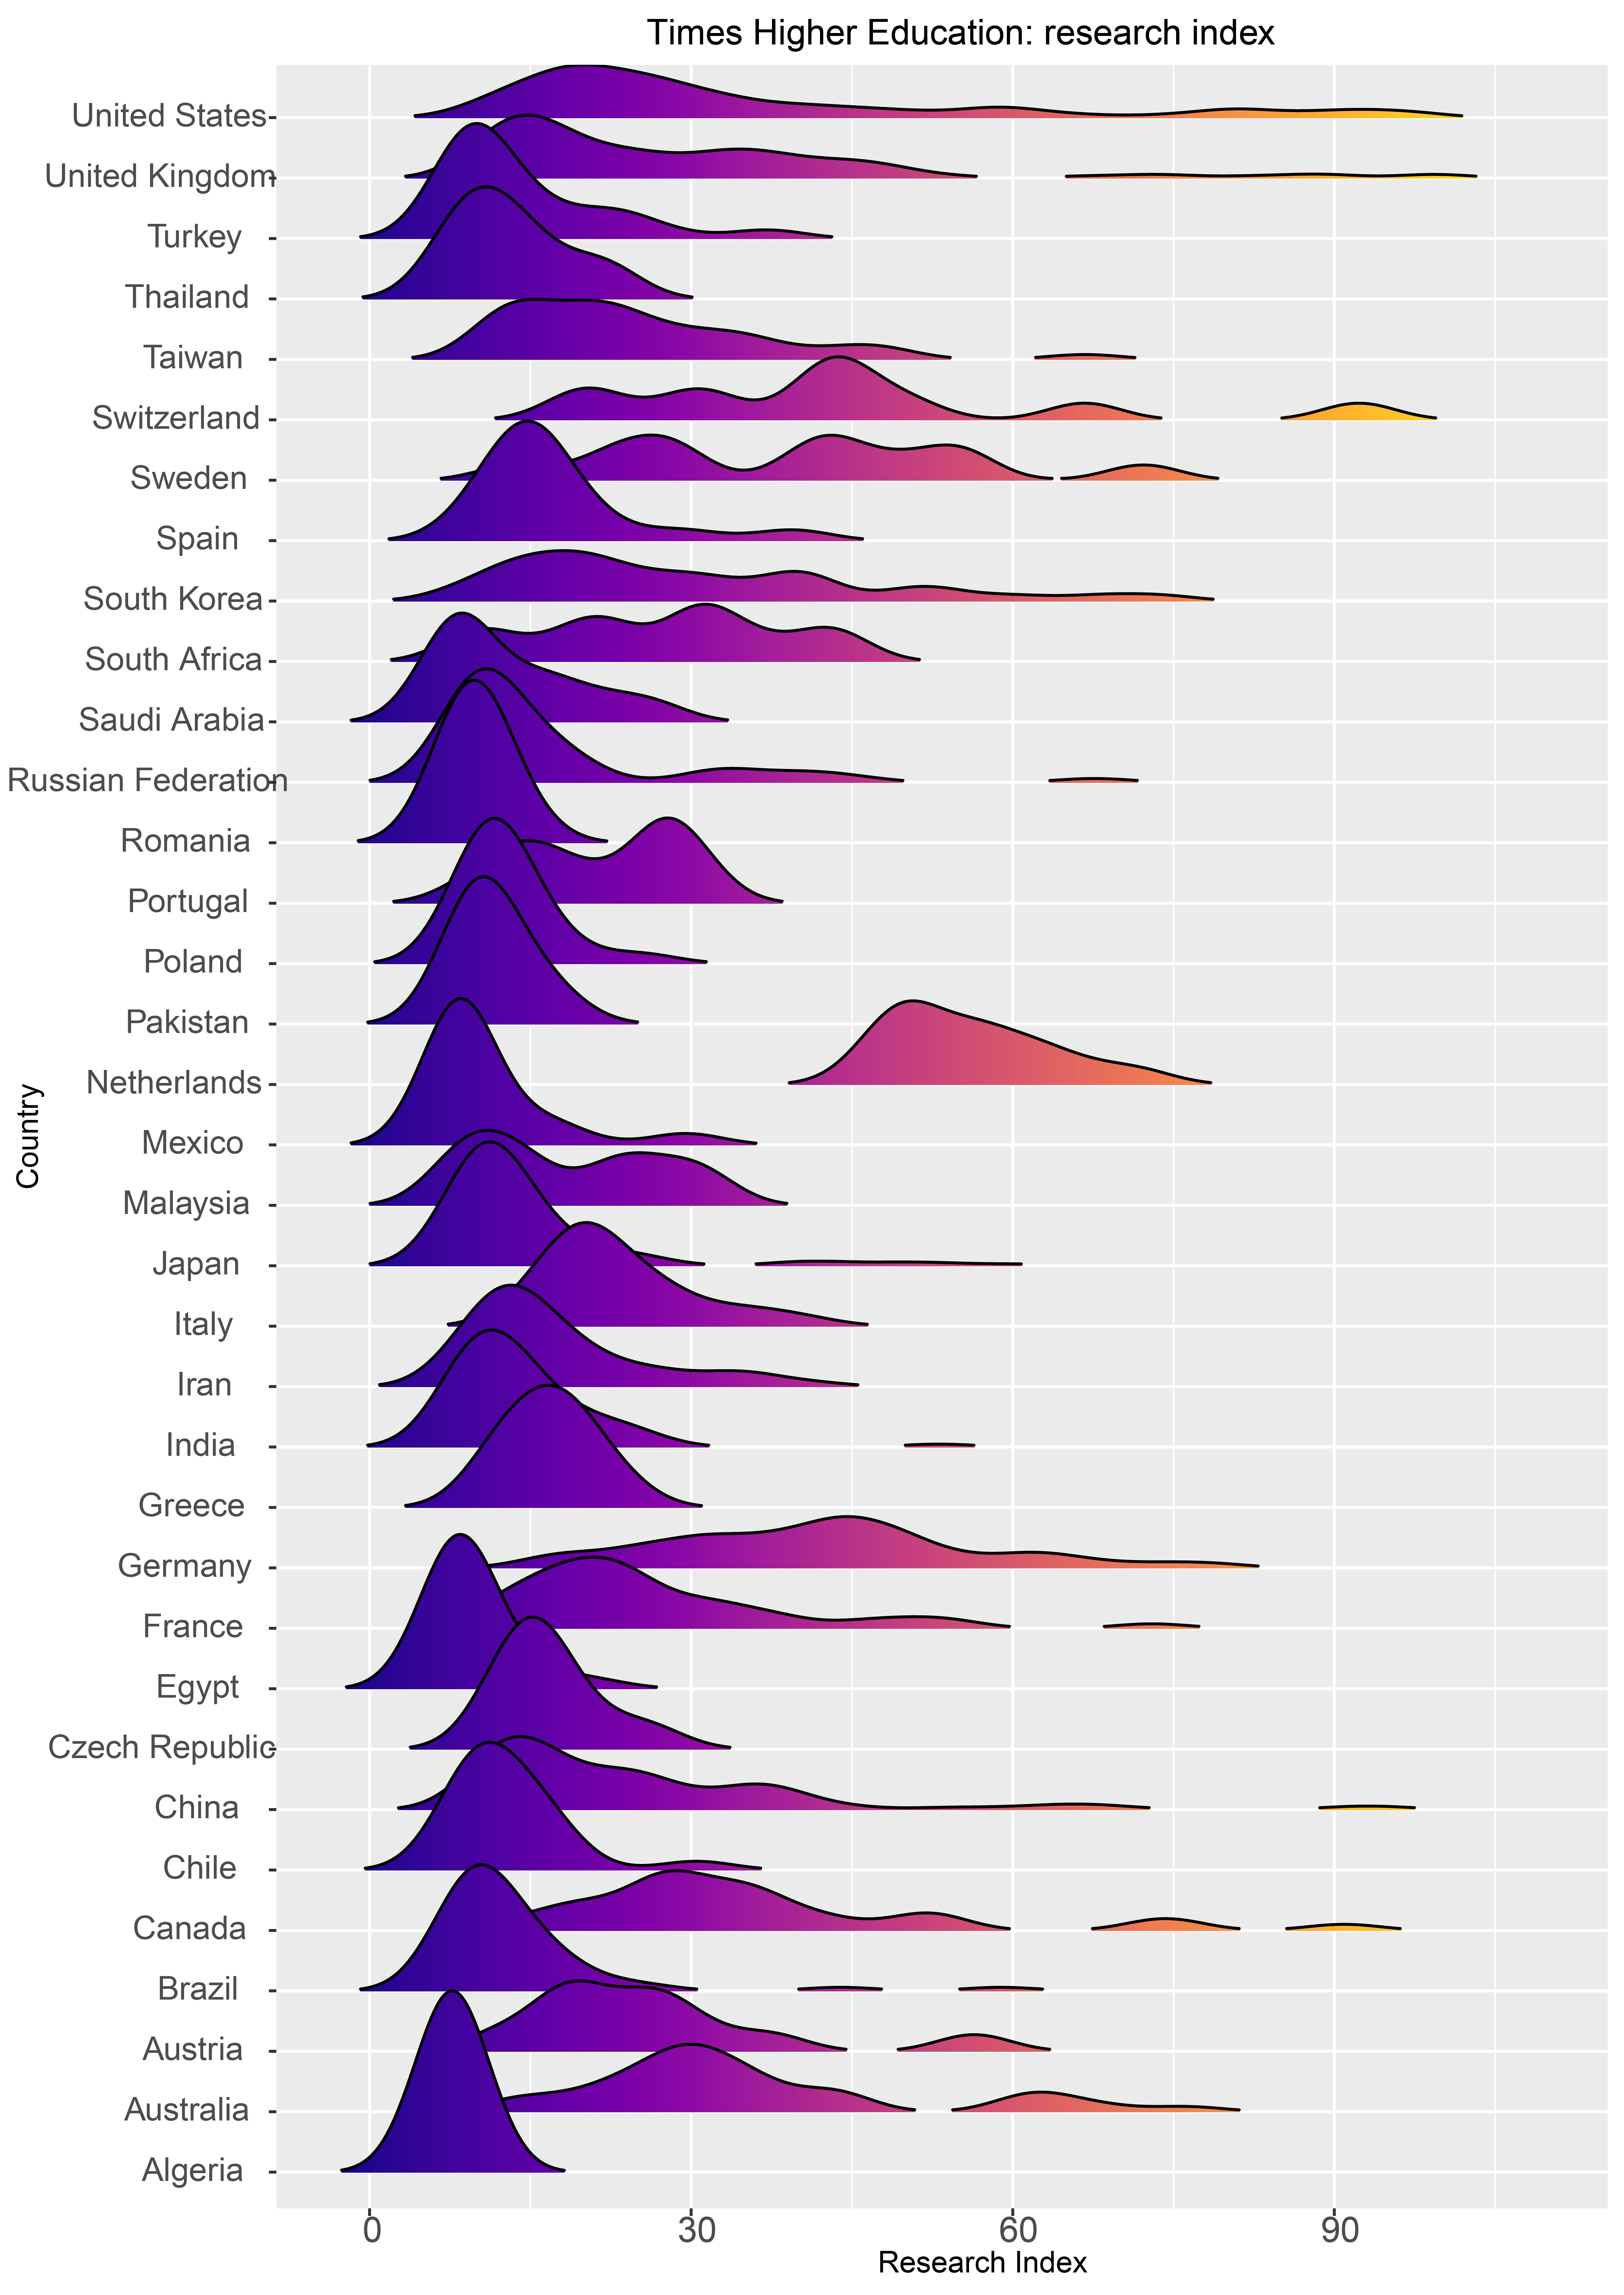 Times Higher Education: research index
United States
United Kingdom
Turkey
Thailand
Taiwan
Switzerland
Sweden
Spain
South Korea
South Africa
Saudi Arabia
Russian Federation
Romania
Portugal
Poland
Pakistan
Netherlands
Mexico
Malaysia
Japan
Italy
Iran
India
Greece
Germany
France
Egypt
Czech Republic
China
Chile
Canada
Brazil
Austria
Australia
Algeria
Country
0 30 60 90
Research Index